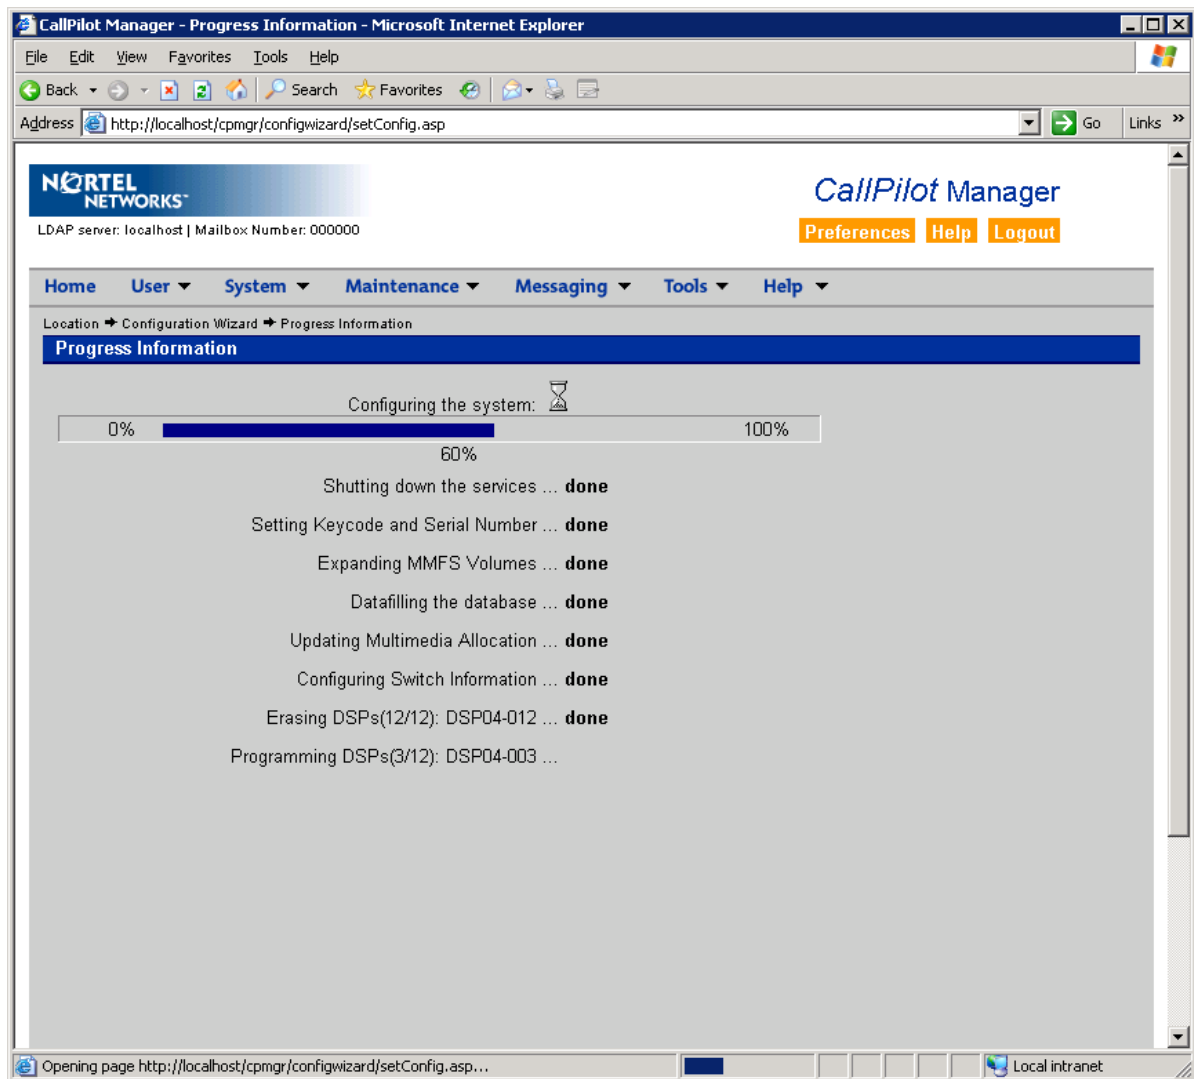 CallPilot Manager - Progress Information - Microsoft Internet Explorer
File Edit View Favorites Tools Help
Back Search Favorites
Address http://localhost/cpmgr/configwizard/setConfig.asp Go Links »
NORTEL
NETWORKS™
CallPilot Manager
LDAP server: localhost | Mailbox Number: 000000
Preferences Help Logout
Home User System Maintenance Messaging Tools Help
Location ➔ Configuration Wizard ➔ Progress Information
Progress Information
Configuring the system:
0% 100%
60%
Shutting down the services ... done
Setting Keycode and Serial Number ... done
Expanding MMFS Volumes ... done
Datafilling the database ... done
Updating Multimedia Allocation ... done
Configuring Switch Information ... done
Erasing DSPs(12/12): DSP04-012 ... done
Programming DSPs(3/12): DSP04-003 ...
Opening page http://localhost/cpmgr/configwizard/setConfig.asp... Local intranet